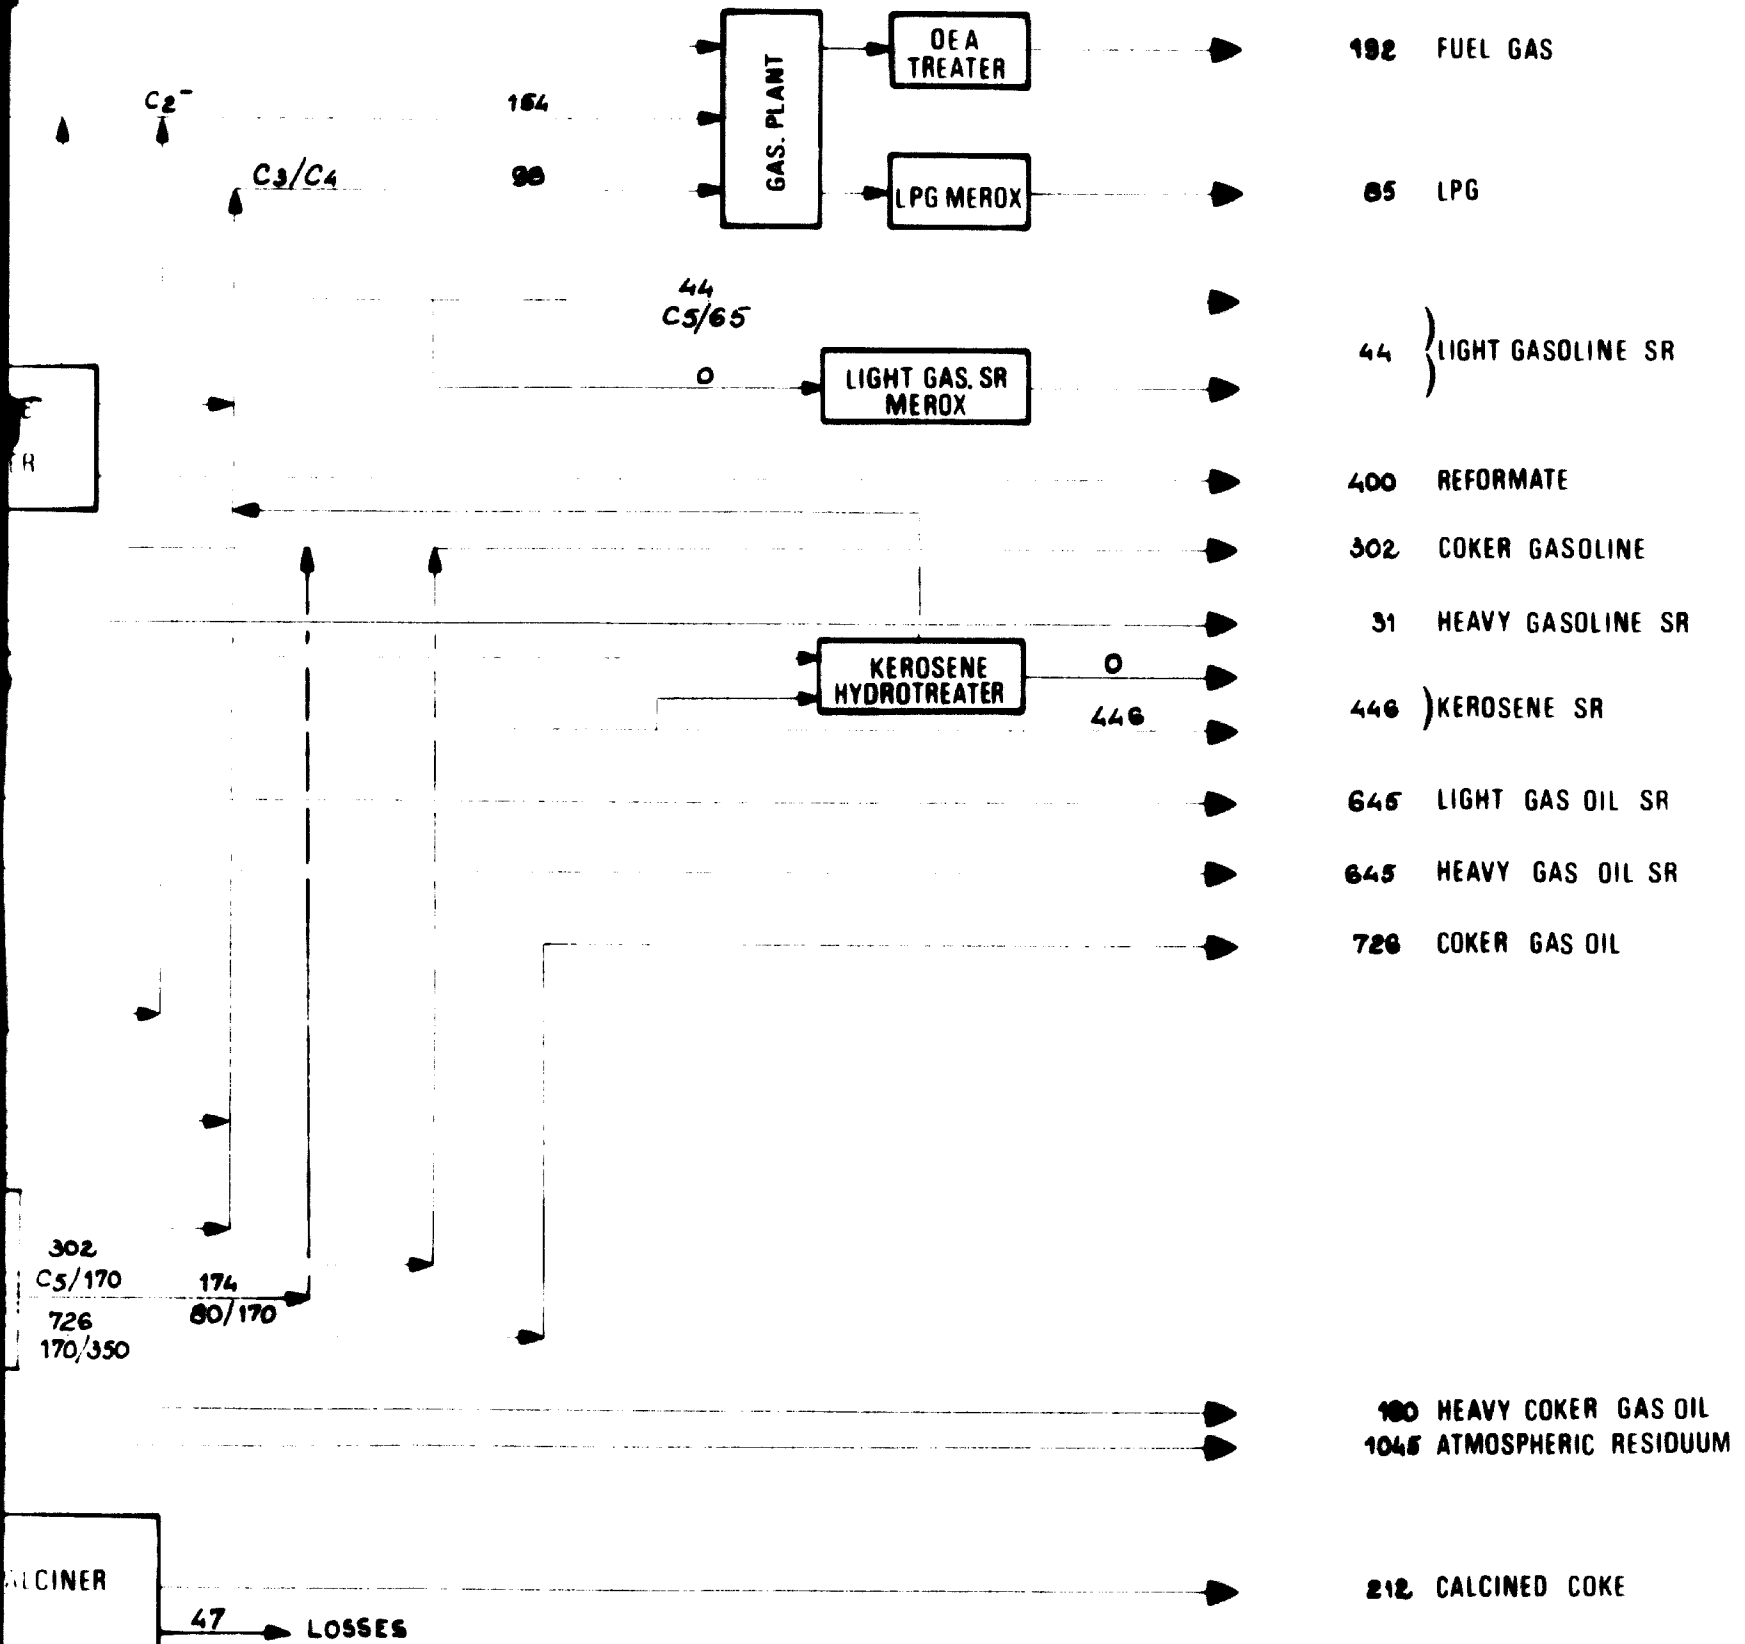 DEA
TREATER
192 FUEL GAS
GAS. PLANT
C2-
164
C3/C4
98
LPG MEROX
85 LPG
44
C5/65
0
LIGHT GAS. SR
MEROX
44 LIGHT GASOLINE SR
E
TR
400 REFORMATE
302 COKER GASOLINE
31 HEAVY GASOLINE SR
KEROSENE
HYDROTREATER
0
446
446 ) KEROSENE SR
645 LIGHT GAS OIL SR
645 HEAVY GAS OIL SR
726 COKER GAS OIL
302
C5/170
174
80/170
726
170/350
180 HEAVY COKER GAS OIL
1045 ATMOSPHERIC RESIDUUM
ALCINER
212 CALCINED COKE
47 LOSSES